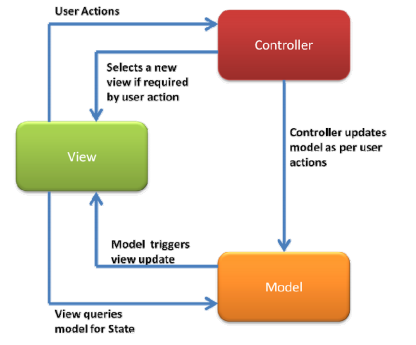 User Actions
Controller
Selects a new
view if required
by user action
Controller updates
model as per user
actions
View
Model triggers
view update
Model
View queries
model for State